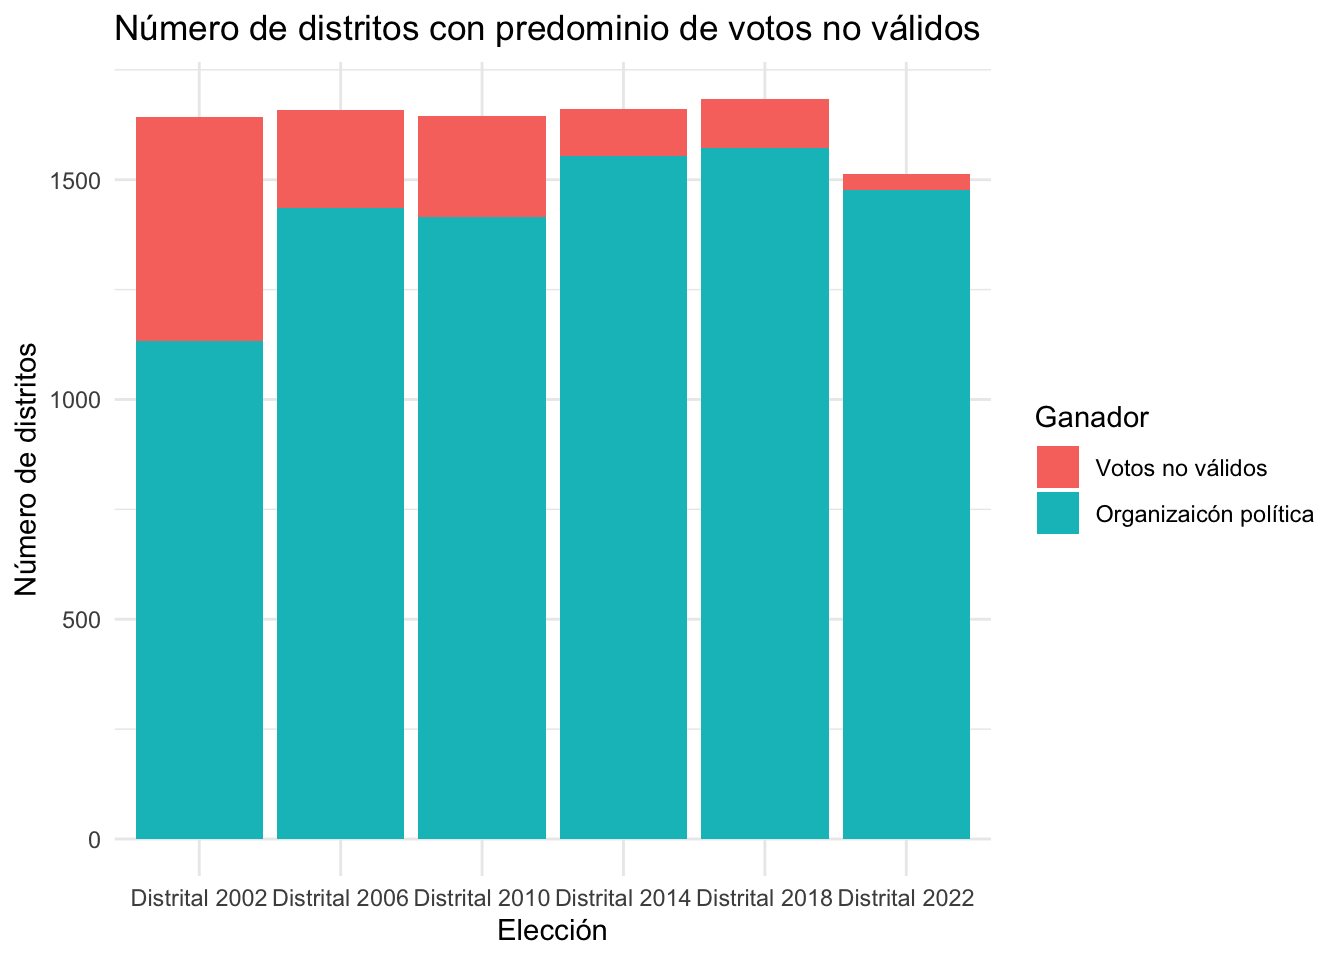 Número de distritos con predominio de votos no válidos
1500
1000
500
0
Número de distritos
Distrital 2002 Distrital 2006 Distrital 2010 Distrital 2014 Distrital 2018 Distrital 2022
Elección
Ganador
Votos no válidos
Organizaicón política